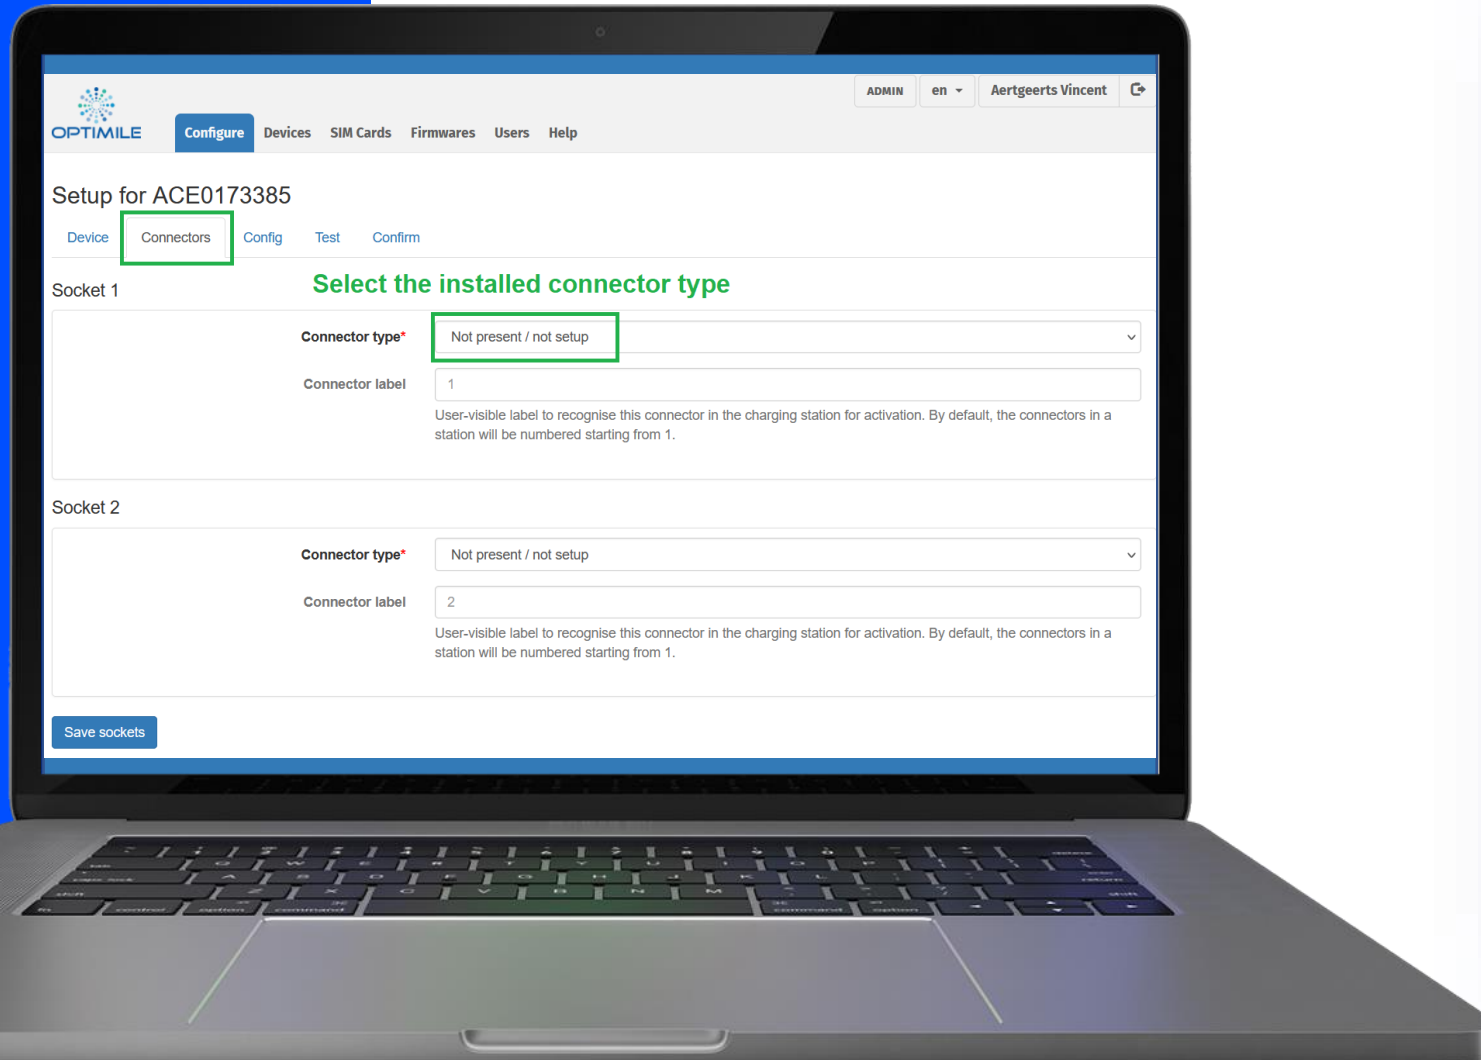 ADMIN en Aertgeerts Vincent
OPTIMILE Configure Devices SIM Cards Firmwares Users Help
Setup for ACE0173385
Device Connectors Config Test Confirm
Select the installed connector type
Socket 1
Connector type* Not present / not setup
Connector label 1
User-visible label to recognise this connector in the charging station for activation. By default, the connectors in a
station will be numbered starting from 1.
Socket 2
Connector type* Not present / not setup
Connector label 2
User-visible label to recognise this connector in the charging station for activation. By default, the connectors in a
station will be numbered starting from 1.
Save sockets